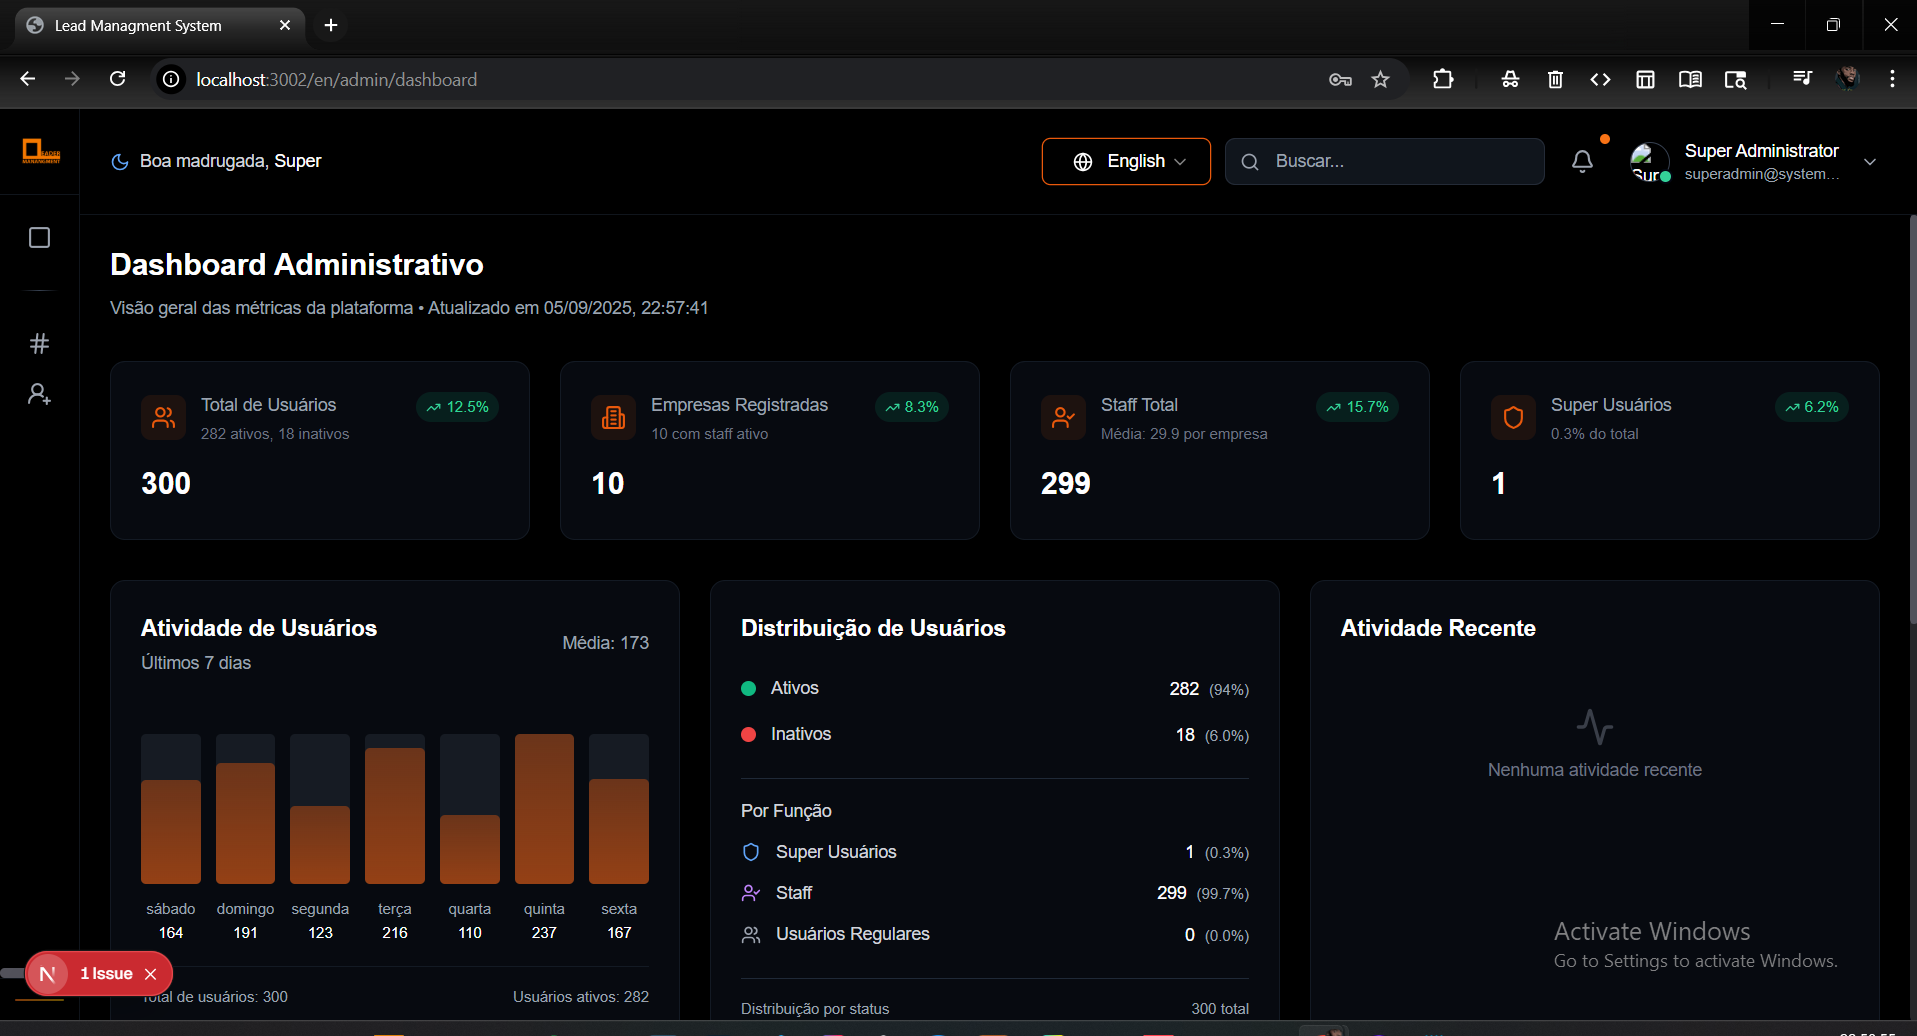 Lead Managment System
localhost:3002/en/admin/dashboard
LEADER
MANAGMENT
Boa madrugada, Super
English
Buscar...
Super Administrator
superadmin@system...
Sur
Dashboard Administrativo
Visão geral das métricas da plataforma • Atualizado em 05/09/2025, 22:57:41
Total de Usuários
12.5%
282 ativos, 18 inativos
300
Empresas Registradas
8.3%
10 com staff ativo
10
Staff Total
15.7%
Média: 29.9 por empresa
299
Super Usuários
6.2%
0.3% do total
1
Atividade de Usuários
Média: 173
Últimos 7 dias
sábado domingo segunda terça quarta quinta sexta
164 191 123 216 110 237 167
Total de usuários: 300 Usuários ativos: 282
Distribuição de Usuários
Ativos 282 (94%)
Inativos 18 (6.0%)
Por Função
Super Usuários 1 (0.3%)
Staff 299 (99.7%)
Usuários Regulares 0 (0.0%)
Distribuição por status 300 total
Atividade Recente
Nenhuma atividade recente
Activate Windows
Go to Settings to activate Windows.
N 1 Issue